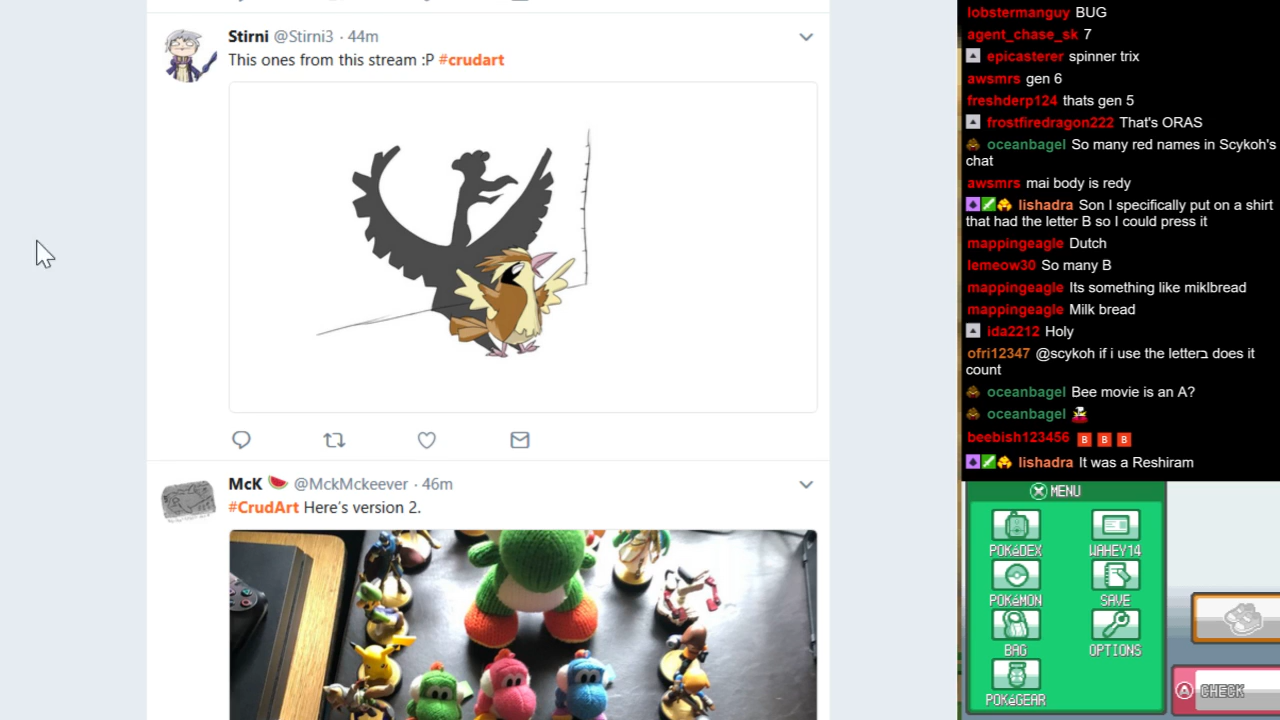 Stirni @Stirni3 · 44m
This ones from this stream :P #crudart
McK @MckMckeever · 46m
#CrudArt Here's version 2.
lobstermanguy BUG
agent_chase_sk 7
epicasterer spinner trix
awsmrs gen 6
freshderp124 thats gen 5
frostfiredragon222 That's ORAS
oceanbagel So many red names in Scykoh's
chat
awsmrs mai body is redy
lishadra Son I specifically put on a shirt
that had the letter B so I could press it
mappingeagle Dutch
lemeow30 So many B
mappingeagle Its something like miklbread
mappingeagle Milk bread
ida2212 Holy
ofri12347 @scykoh if i use the letterב does it
count
oceanbagel Bee movie is an A?
oceanbagel
beebish123456 B B B
lishadra It was a Reshiram
X MENU
POKéDEX WAHEY14
POKéMON SAVE
BAG OPTIONS
POKéGEAR
A CHECK